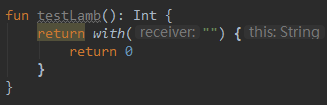 fun testLamb(): Int {
return with( receiver: "") { this: String
return 0
}
}